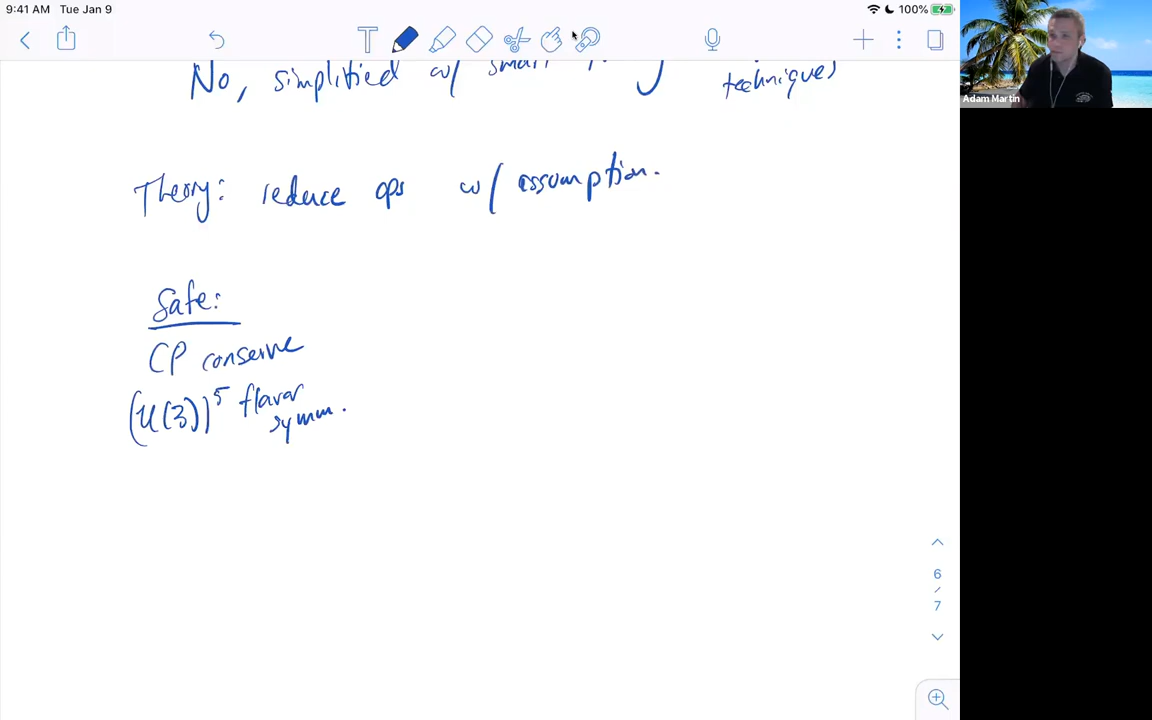 9:41 AM Tue Jan 9
100%
Adam Martin
No, simplified w/ small
techniques
Theory: reduce ops w/ assumption.
Safe:
CP conserve
(U(3))^5 flavor
symm.
6
/
7